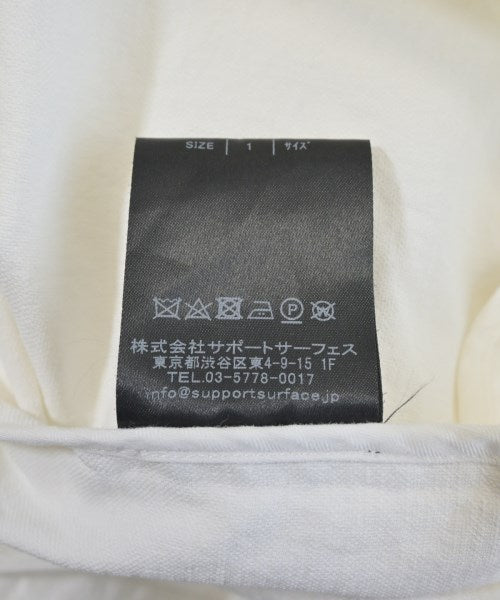 SIZE 1 サイズ
株式会社サポートサーフェス
東京都渋谷区東4-9-15 1F
TEL.03-5778-0017
info@supportsurface.jp